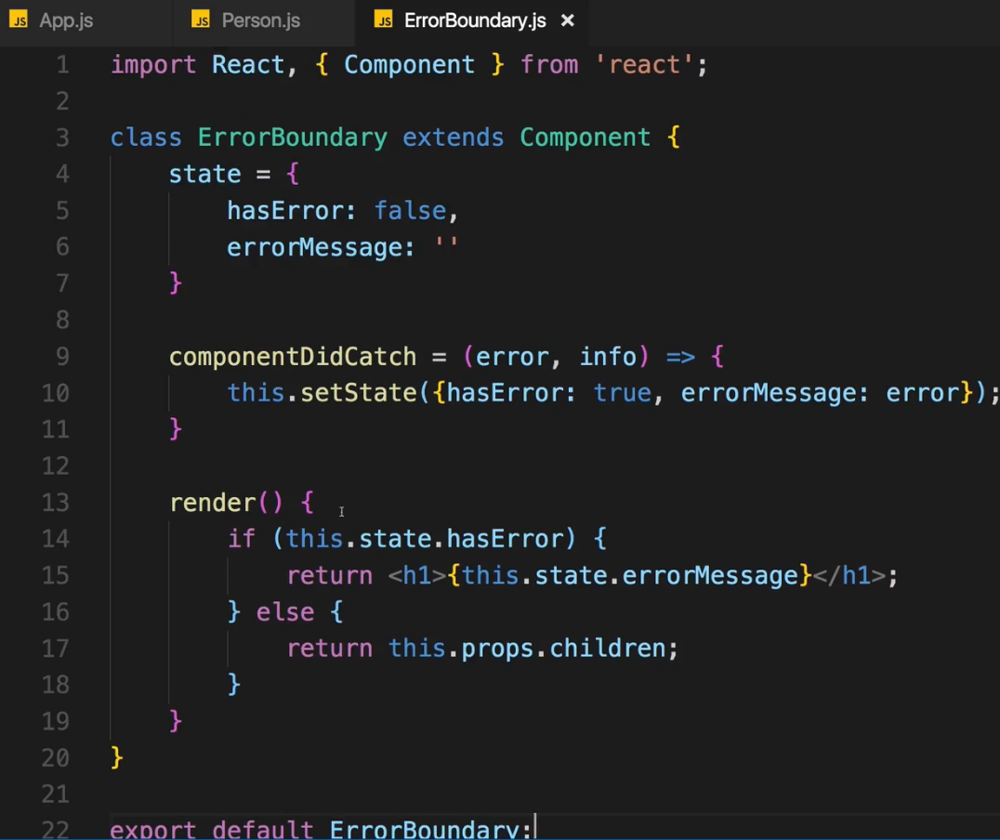 JS App.js JS Person.js JS ErrorBoundary.js ×
1 import React, { Component } from 'react';
2
3 class ErrorBoundary extends Component {
4 state = {
5 hasError: false,
6 errorMessage: ''
7 }
8
9 componentDidCatch = (error, info) => {
10 this.setState({hasError: true, errorMessage: error});
11 }
12
13 render() {
14 if (this.state.hasError) {
15 return <h1>{this.state.errorMessage}</h1>;
16 } else {
17 return this.props.children;
18 }
19 }
20 }
21
22 export default ErrorBoundary;